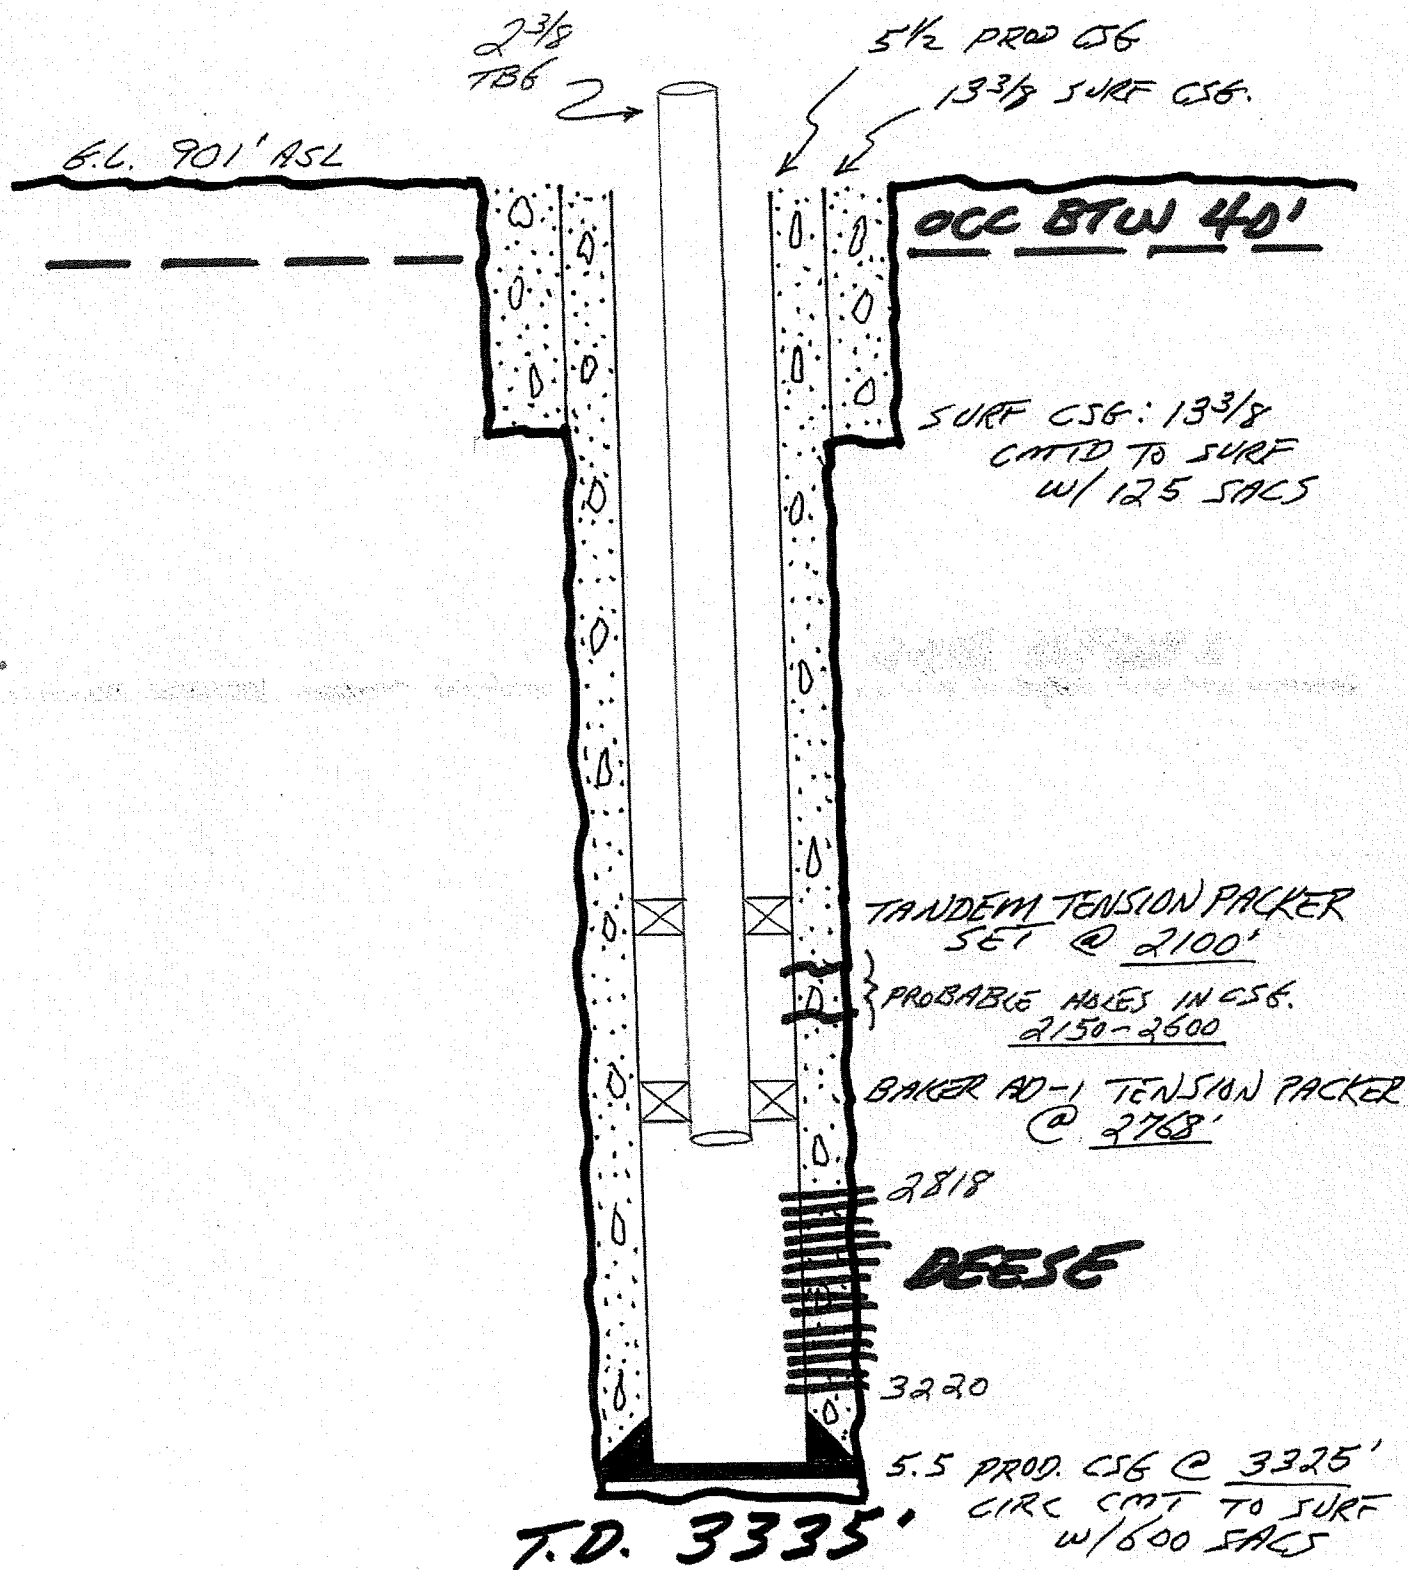 2 3/8
TBG
5 1/2 PROD CSG
13 3/8 SURF CSG.
G.L. 901' ASL
OCC BTW 40'
SURF CSG: 13 3/8
CMTD TO SURF
W/ 125 SACS
TANDEM TENSION PACKER
SET @ 2100'
PROBABLE HOLES IN CSG.
2150-2600
BAKER AD-1 TENSION PACKER
@ 2768'
2818
DEESE
3220
5.5 PROD. CSG @ 3325'
CIRC CMT TO SURF
W/600 SACS
T.D. 3335'